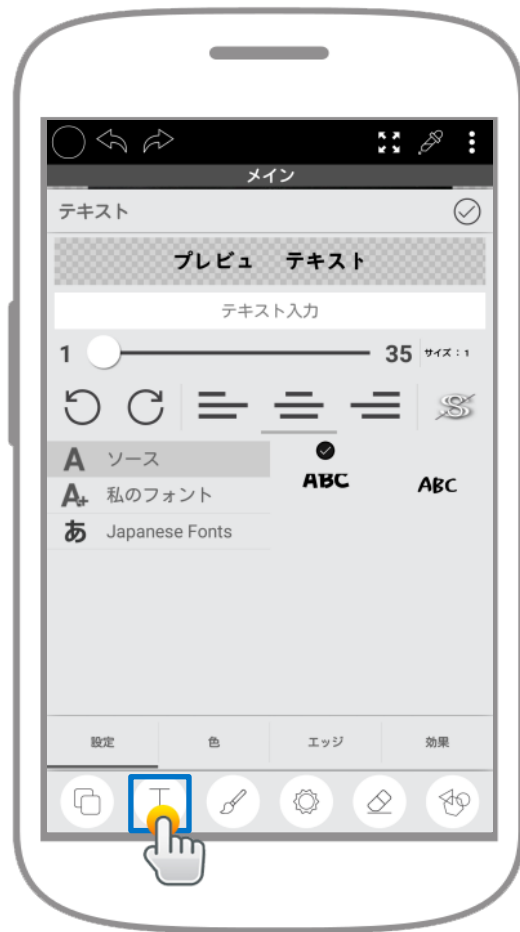 メイン
テキスト
プレビュ テキスト
テキスト入力
1 35 サイズ：1
A ソース
A+ 私のフォント
あ Japanese Fonts
ABC ABC
設定 色 エッジ 効果
T